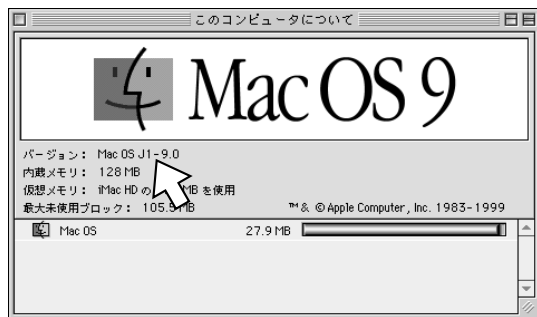 このコンピュータについて
Mac OS 9
バージョン： Mac OS J1-9.0
内蔵メモリ： 128 MB
仮想メモリ： iMac HD の MB を使用
最大未使用ブロック： 105.5 MB
™ & © Apple Computer, Inc. 1983-1999
Mac OS 27.9 MB